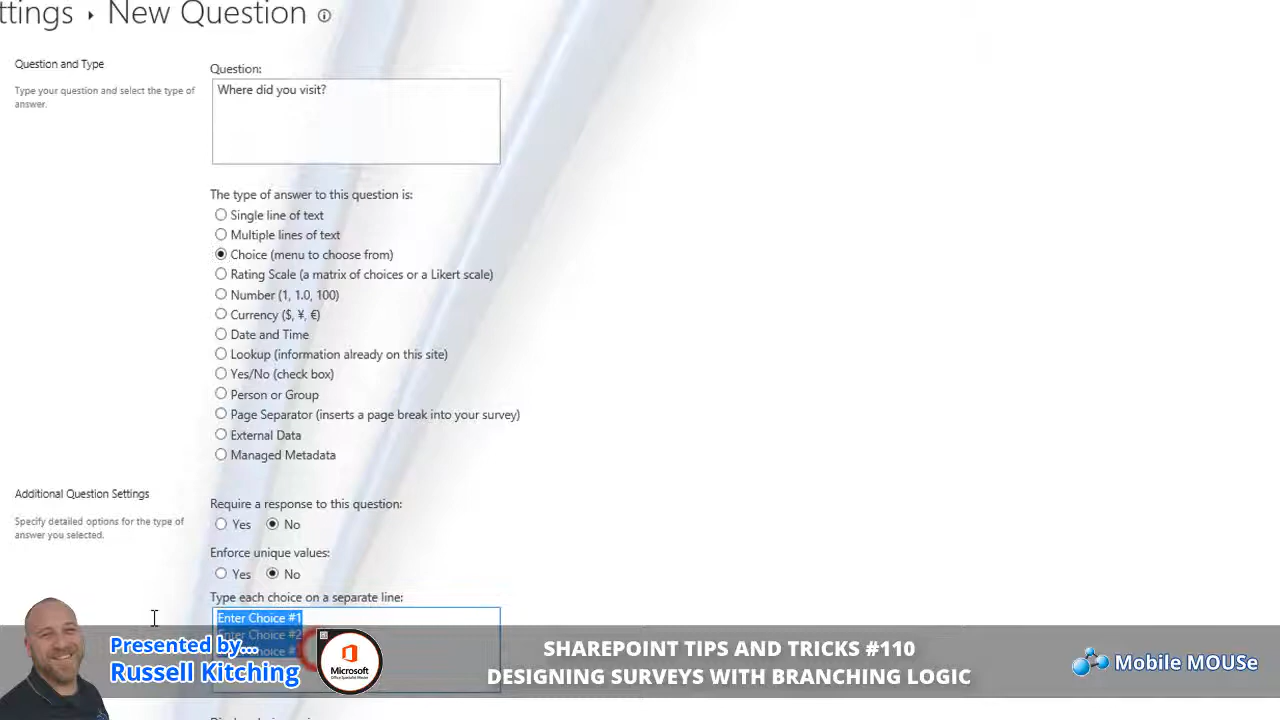 ttings ▸ New Question
Question and Type
Type your question and select the type of
answer.
Question:
Where did you visit?
The type of answer to this question is:
Single line of text
Multiple lines of text
Choice (menu to choose from)
Rating Scale (a matrix of choices or a Likert scale)
Number (1, 1.0, 100)
Currency ($, ¥, €)
Date and Time
Lookup (information already on this site)
Yes/No (check box)
Person or Group
Page Separator (inserts a page break into your survey)
External Data
Managed Metadata
Additional Question Settings
Specify detailed options for the type of
answer you selected.
Require a response to this question:
Yes No
Enforce unique values:
Yes No
Type each choice on a separate line:
Enter Choice #1
Enter Choice #2
Choice #
Presented by...
Russell Kitching
Microsoft
SHAREPOINT TIPS AND TRICKS #110
DESIGNING SURVEYS WITH BRANCHING LOGIC
Mobile MOUSe